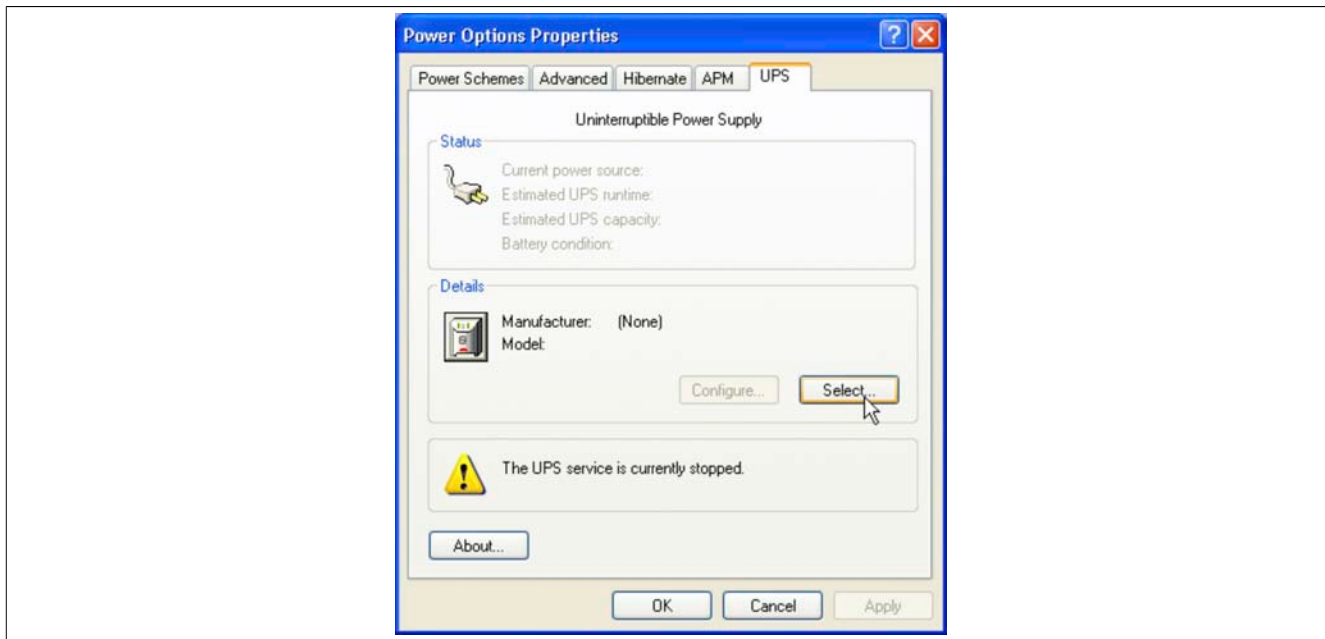 Power Options Properties
Power Schemes Advanced Hibernate APM UPS
Uninterruptible Power Supply
Status
Current power source:
Estimated UPS runtime:
Estimated UPS capacity:
Battery condition:
Details
Manufacturer: (None)
Model:
Configure... Select...
The UPS service is currently stopped.
About...
OK Cancel Apply